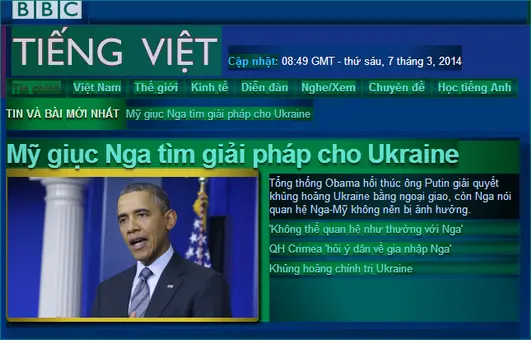 BBC
TIẾNG VIỆT
Cập nhật: 08:49 GMT - thứ sáu, 7 tháng 3, 2014
Tin chính Việt Nam Thế giới Kinh tế Diễn đàn Nghe/Xem Chuyên đề Học tiếng Anh
TIN VÀ BÀI MỚI NHẤT Mỹ giục Nga tìm giải pháp cho Ukraine
Mỹ giục Nga tìm giải pháp cho Ukraine
Tổng thống Obama hối thúc ông Putin giải quyết
khủng hoảng Ukraine bằng ngoại giao, còn Nga nói
quan hệ Nga-Mỹ không nên bị ảnh hưởng.
'Không thể quan hệ như thường với Nga'
QH Crimea 'hỏi ý dân về gia nhập Nga'
Khủng hoảng chính trị Ukraine